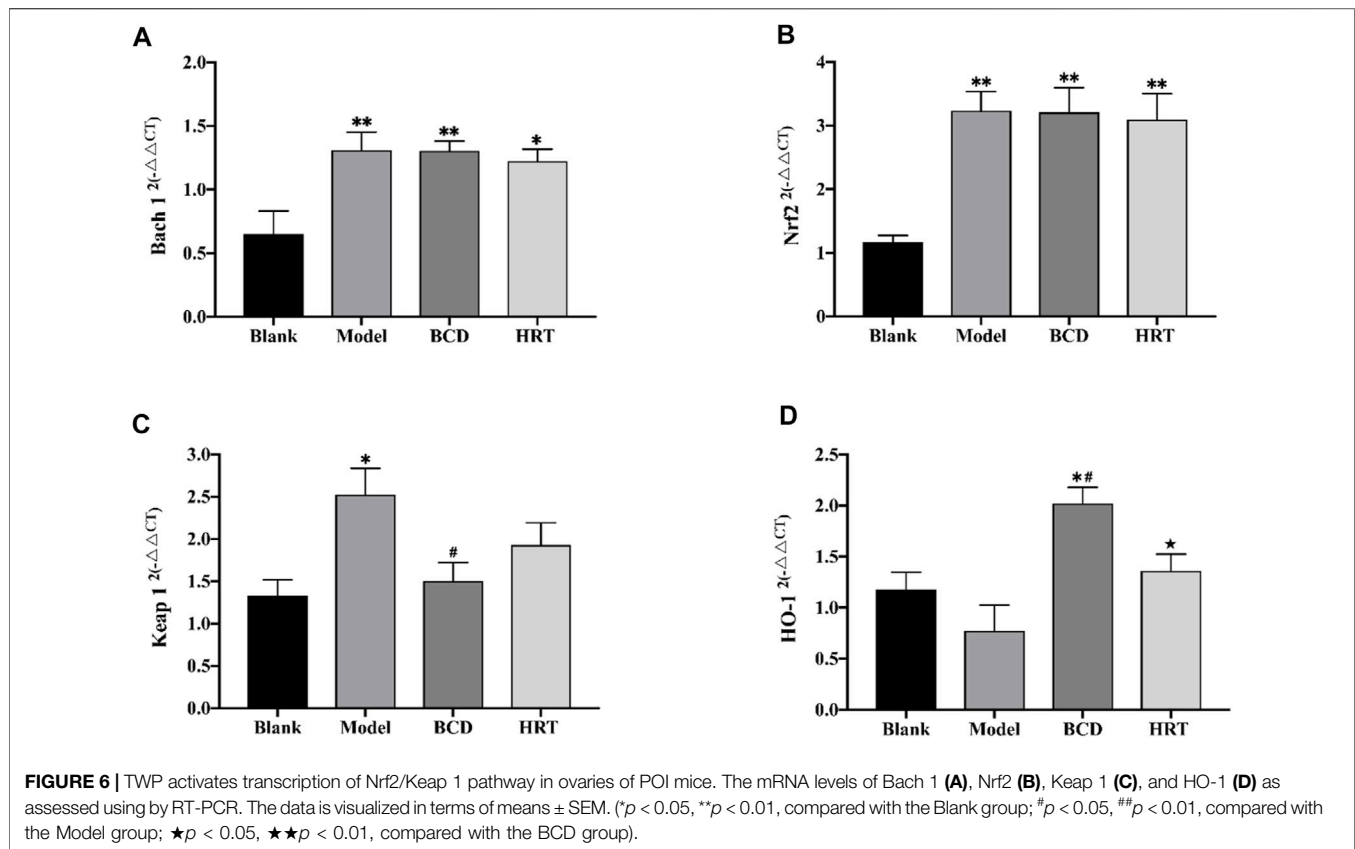 A
2.0
1.5
1.0
0.5
0.0
Bach 1 2(-△△CT)
**
**
*
Blank Model BCD HRT
B
4
3
2
1
0
Nrf2 2(-△△CT)
**
**
**
Blank Model BCD HRT
C
3.0
2.5
2.0
1.5
1.0
0.5
0.0
Keap 1 2(-△△CT)
*
#
Blank Model BCD HRT
D
2.5
2.0
1.5
1.0
0.5
0.0
HO-1 2(-△△CT)
*#
★
Blank Model BCD HRT
FIGURE 6 | TWP activates transcription of Nrf2/Keap 1 pathway in ovaries of POI mice. The mRNA levels of Bach 1 (A), Nrf2 (B), Keap 1 (C), and HO-1 (D) as
assessed using by RT-PCR. The data is visualized in terms of means ± SEM. (*p < 0.05, **p < 0.01, compared with the Blank group; #p < 0.05, ##p < 0.01, compared with
the Model group; ★p < 0.05, ★★p < 0.01, compared with the BCD group).